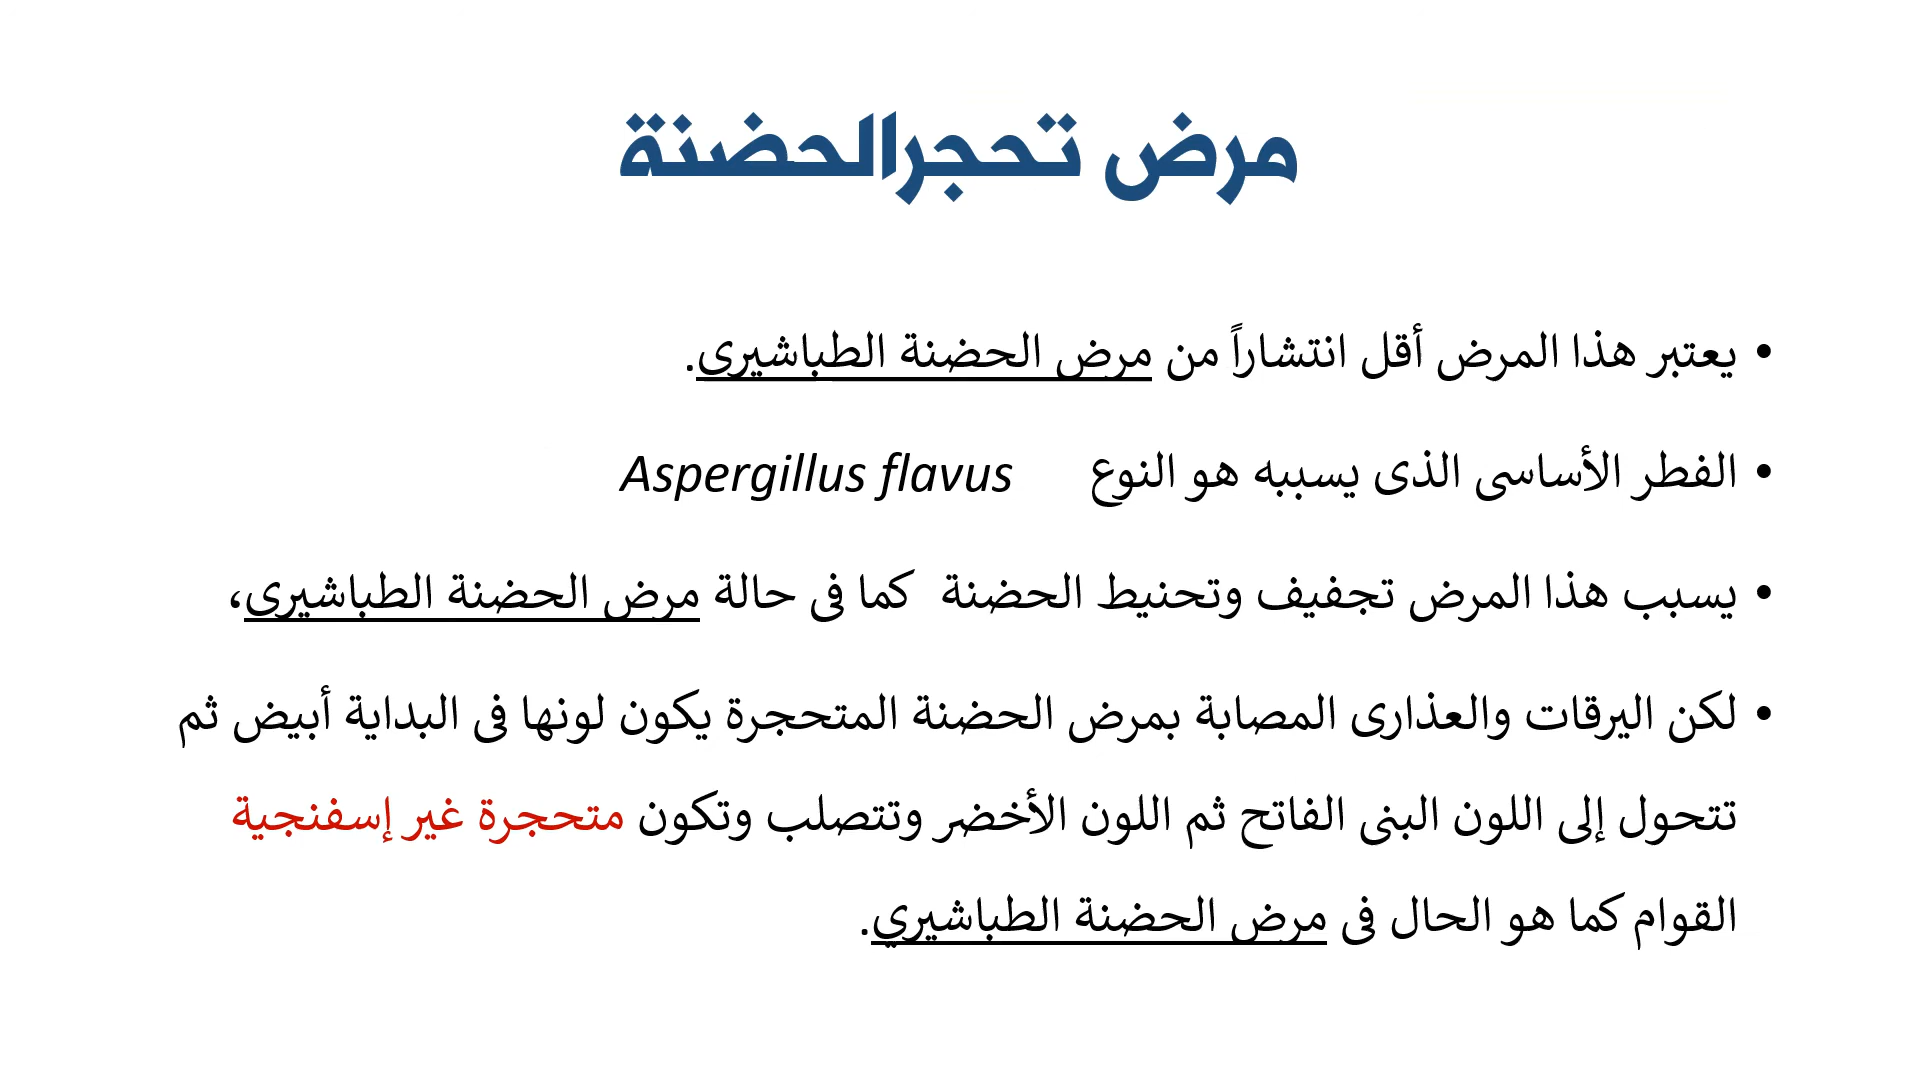 مرض تحجرالحضنة
• يعتبر هذا المرض أقل انتشاراً من مرض الحضنة الطباشيرى.
• الفطر الأساسى الذى يسببه هو النوع Aspergillus flavus
• يسبب هذا المرض تجفيف وتحنيط الحضنة كما فى حالة مرض الحضنة الطباشيرى،
• لكن اليرقات والعذارى المصابة بمرض الحضنة المتحجرة يكون لونها فى البداية أبيض ثم
تتحول إلى اللون البنى الفاتح ثم اللون الأخضر وتتصلب وتكون متحجرة غير إسفنجية
القوام كما هو الحال فى مرض الحضنة الطباشيري.